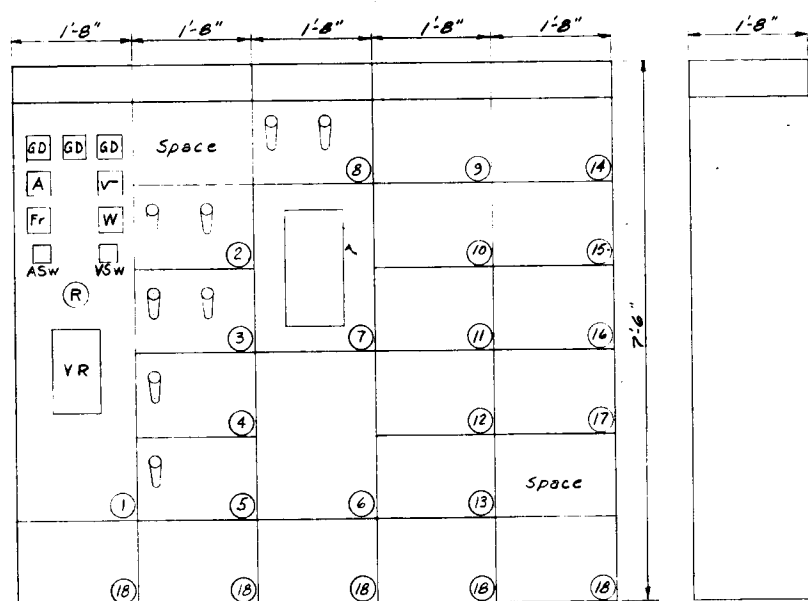 1'-8" 1'-8" 1'-8" 1'-8" 1'-8" 1'-8"
GD GD GD Space 8 9 14
A V
Fr W 2 10 15
ASw VSw
R 3 7 11 16
VR 7'-6"
4 12 17
Space
1 5 6 13
18 18 18 18 18